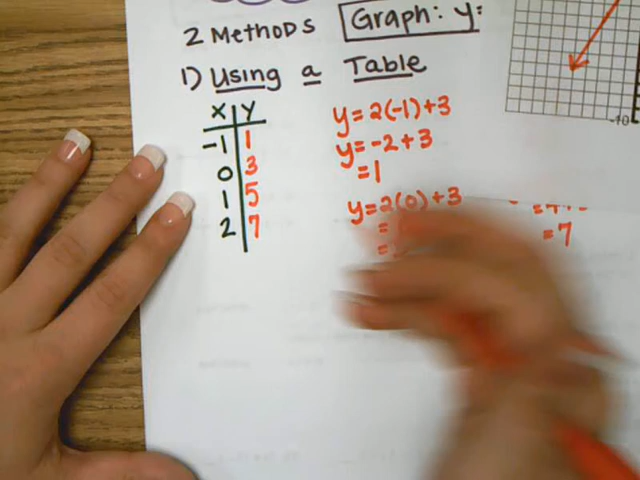 2 Methods Graph: y=
1) Using a Table
X Y
-1 1
0 3
1 5
2 7
y=2(-1)+3
y=-2+3
=1
y=2(0)+3
=7
-10